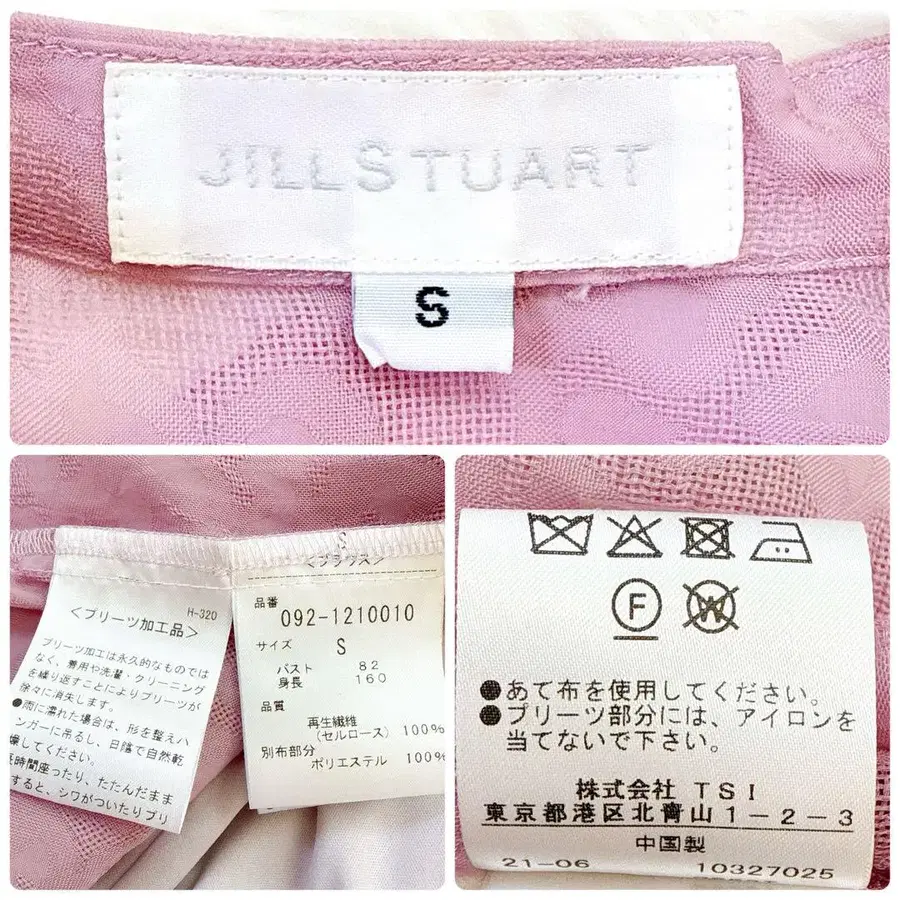 JILLSTUART
S
H-320
<プリーツ加工品>
プリーツ加工は永久的なものでは
なく、着用や洗濯・クリーニング
を繰り返すことによりプリーツが
徐々に消失します。
●雨に濡れた場合は、形を整えハ
ンガーに吊るし、日陰で自然乾
燥してください。
時間座ったり、たたんだまま
すると、シワがついたりプリ
S
<ブラウス>
品番
092-1210010
サイズ S
バスト 82
身長 160
品質
再生繊維
(セルロース) 100%
別布部分
ポリエステル 100%
F
W
●あて布を使用してください。
●プリーツ部分には、アイロンを
当てないで下さい。
株式会社 TSI
東京都港区北青山1-2-3
中国製
21-06 10327025